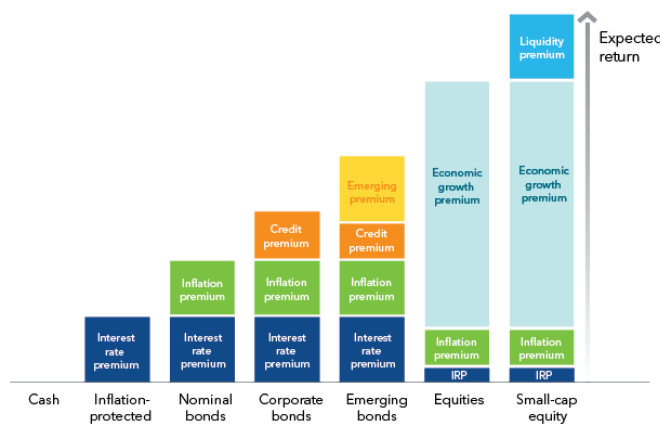 Liquidity
premium
Expected
return
Economic
growth
premium
Economic
growth
premium
Emerging
premium
Credit
premium
Credit
premium
Inflation
premium
Inflation
premium
Inflation
premium
Interest
rate
premium
Interest
rate
premium
Interest
rate
premium
Interest
rate
premium
Inflation
premium
Inflation
premium
IRP
IRP
Cash
Inflation-
protected
Nominal
bonds
Corporate
bonds
Emerging
bonds
Equities
Small-cap
equity